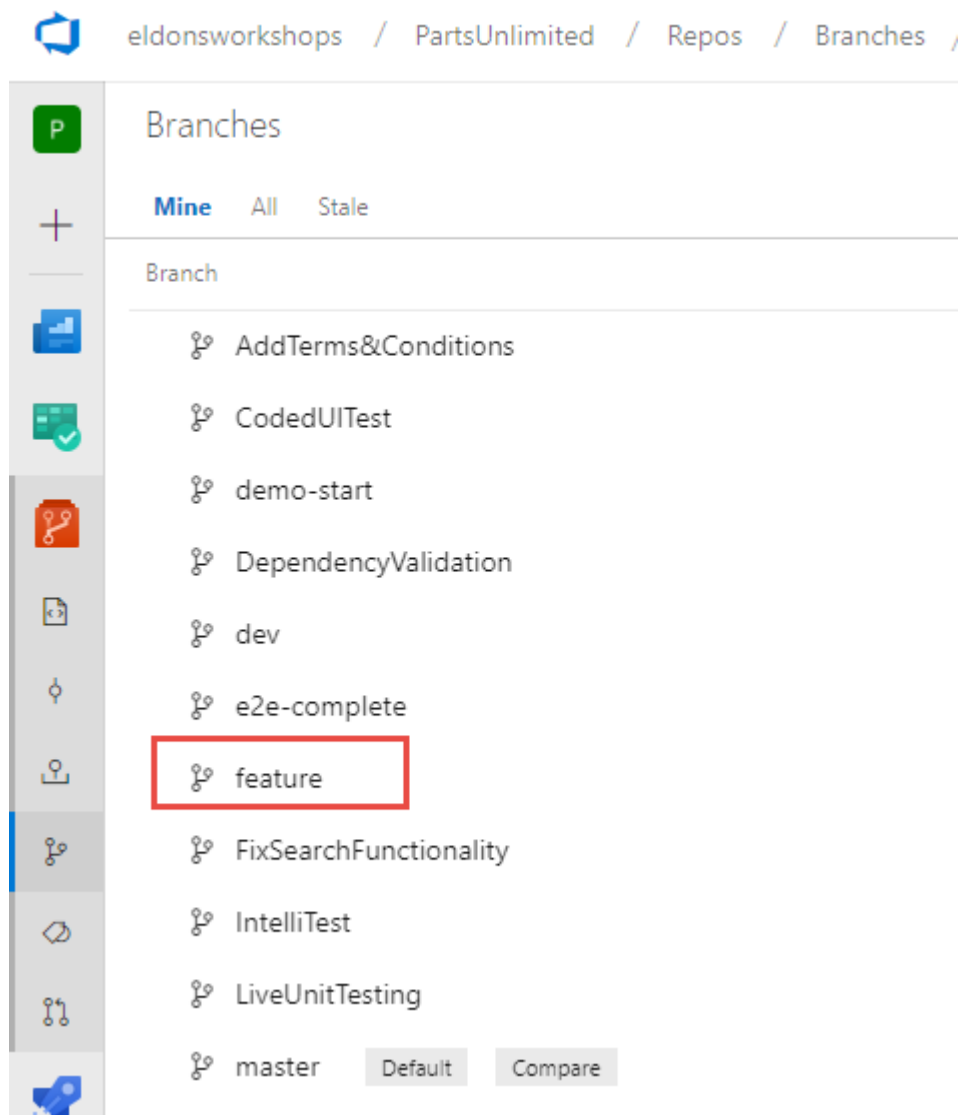 eldonsworkshops / PartsUnlimited / Repos / Branches /
P
Branches
Mine All Stale
Branch
AddTerms&Conditions
CodedUITest
demo-start
DependencyValidation
dev
e2e-complete
feature
FixSearchFunctionality
IntelliTest
LiveUnitTesting
master Default Compare